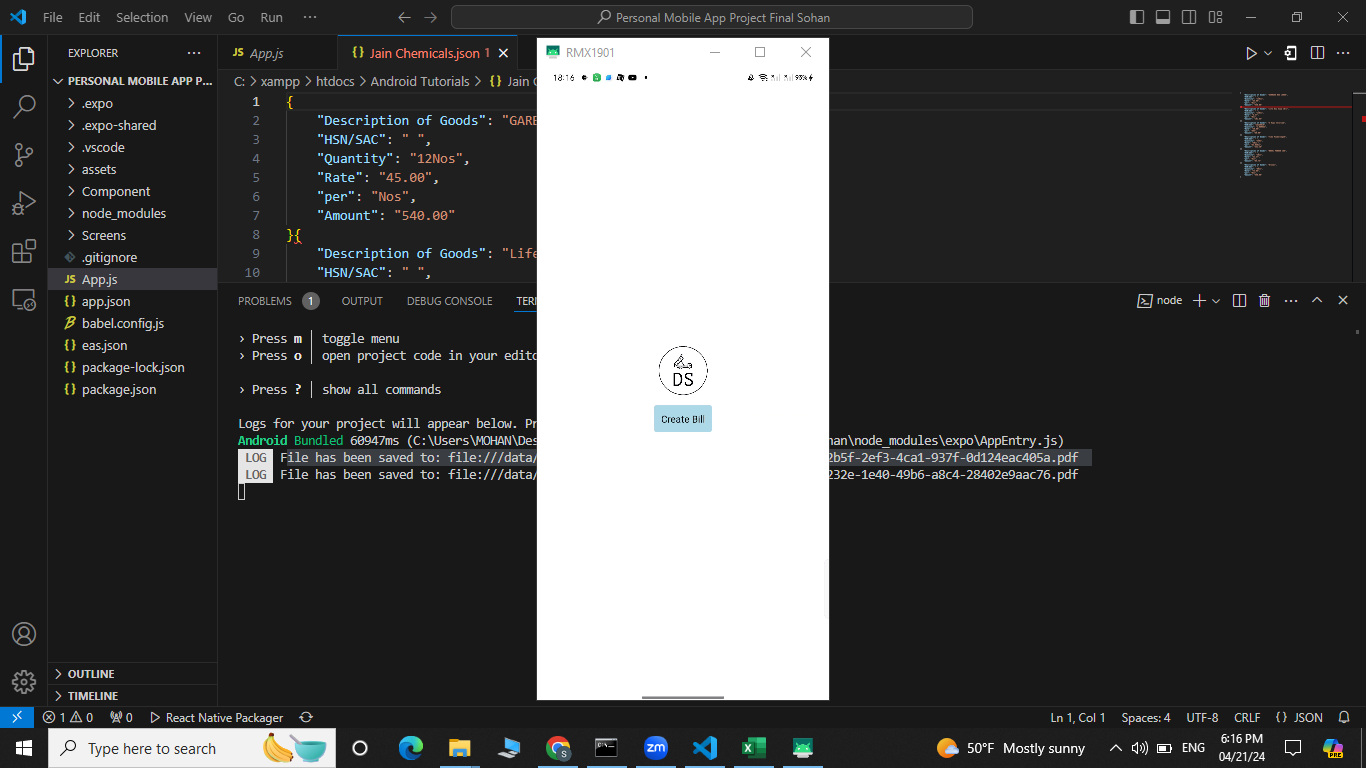 File Edit Selection View Go Run ··· Personal Mobile App Project Final Sohan
EXPLORER ···
PERSONAL MOBILE APP P...
.expo
.expo-shared
.vscode
assets
Component
node_modules
Screens
.gitignore
JS App.js
{} app.json
babel.config.js
{} eas.json
{} package-lock.json
{} package.json
OUTLINE
TIMELINE
JS App.js {} Jain Chemicals.json 1
C: > xampp > htdocs > Android Tutorials > {} Jain
1 {
2 "Description of Goods": "GARB
3 "HSN/SAC": " ",
4 "Quantity": "12Nos",
5 "Rate": "45.00",
6 "per": "Nos",
7 "Amount": "540.00"
8 }{
9 "Description of Goods": "Life
10 "HSN/SAC": " ",
PROBLEMS 1 OUTPUT DEBUG CONSOLE TER
node
› Press m │ toggle menu
› Press o │ open project code in your edito
› Press ? │ show all commands
Logs for your project will appear below. Pr
Android Bundled 60947ms (C:\Users\MOHAN\Des han\node_modules\expo\AppEntry.js)
LOG File has been saved to: file:///data/ 2b5f-2ef3-4ca1-937f-0d124eac405a.pdf
LOG File has been saved to: file:///data/ 232e-1e40-49b6-a8c4-28402e9aac76.pdf
RMX1901
18:16 93%
DS
Create Bill
1 0 0 React Native Packager
Ln 1, Col 1 Spaces: 4 UTF-8 CRLF {} JSON
Type here to search
zm
50°F Mostly sunny
ENG
6:16 PM
04/21/24
PRE